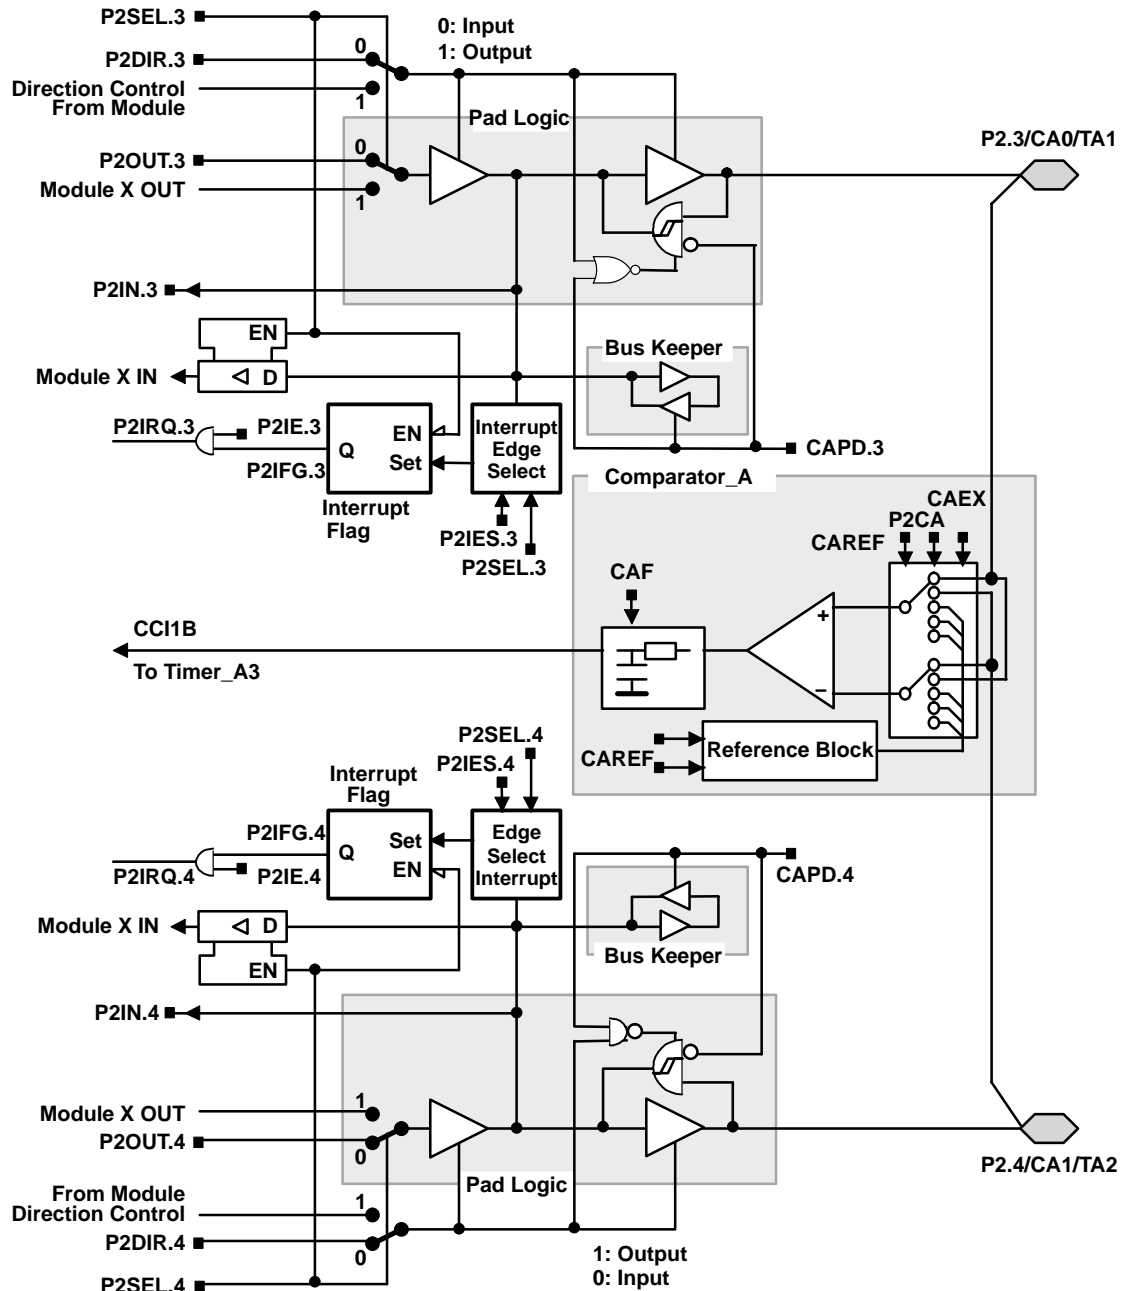 P2SEL.3
0: Input
1: Output
P2DIR.3
0
Direction Control
From Module
1
Pad Logic
P2OUT.3
0
Module X OUT
1
P2.3/CA0/TA1
P2IN.3
EN
Module X IN
D
Bus Keeper
P2IRQ.3
P2IE.3
P2IFG.3
Q
EN
Set
Interrupt
Edge
Select
CAPD.3
Interrupt
Flag
P2IES.3
P2SEL.3
Comparator_A
CAEX
P2CA
CAREF
CAF
+
−
CCI1B
To Timer_A3
Reference Block
CAREF
P2SEL.4
P2IES.4
Interrupt
Flag
P2IFG.4
P2IRQ.4
P2IE.4
Q
Set
EN
Edge
Select
Interrupt
CAPD.4
Module X IN
D
EN
Bus Keeper
P2IN.4
Module X OUT
1
P2OUT.4
0
Pad Logic
P2.4/CA1/TA2
From Module
Direction Control
1
P2DIR.4
0
1: Output
0: Input
P2SEL.4